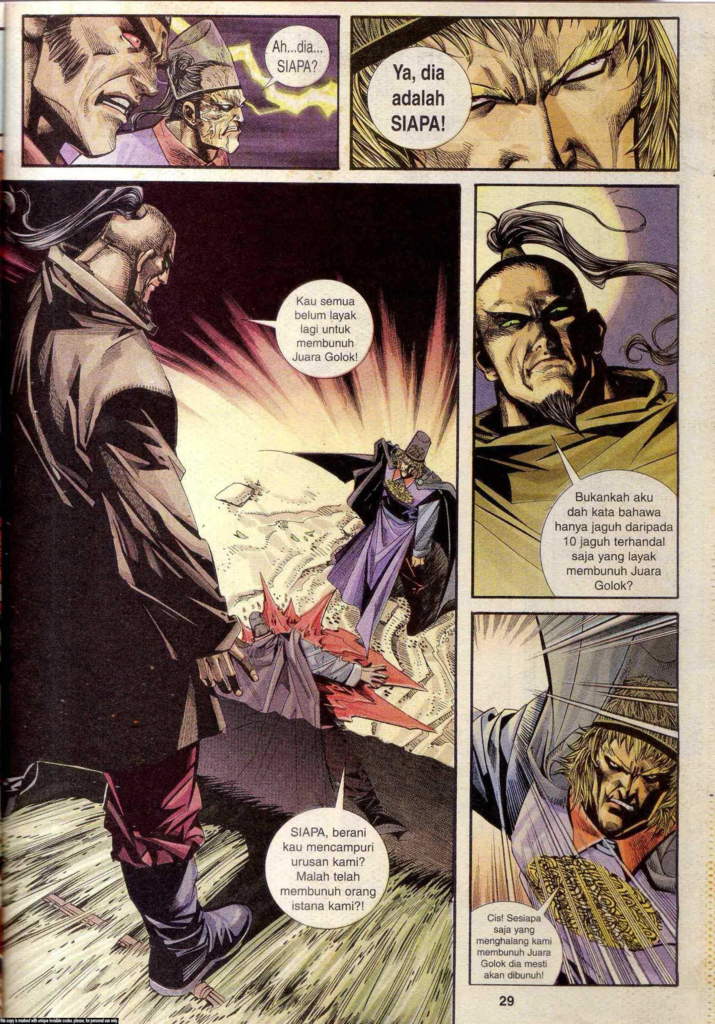 Ah...dia...
SIAPA?
Ya, dia
adalah
SIAPA!
Kau semua
belum layak
lagi untuk
membunuh
Juara Golok!
Bukankah aku
dah kata bahawa
hanya jaguh daripada
10 jaguh terhandal
saja yang layak
membunuh Juara
Golok?
SIAPA, berani
kau mencampuri
urusan kami?
Malah telah
membunuh orang
istana kami?!
Cis! Sesiapa
saja yang
menghalang kami
membunuh Juara
Golok dia mesti
akan dibunuh!
29